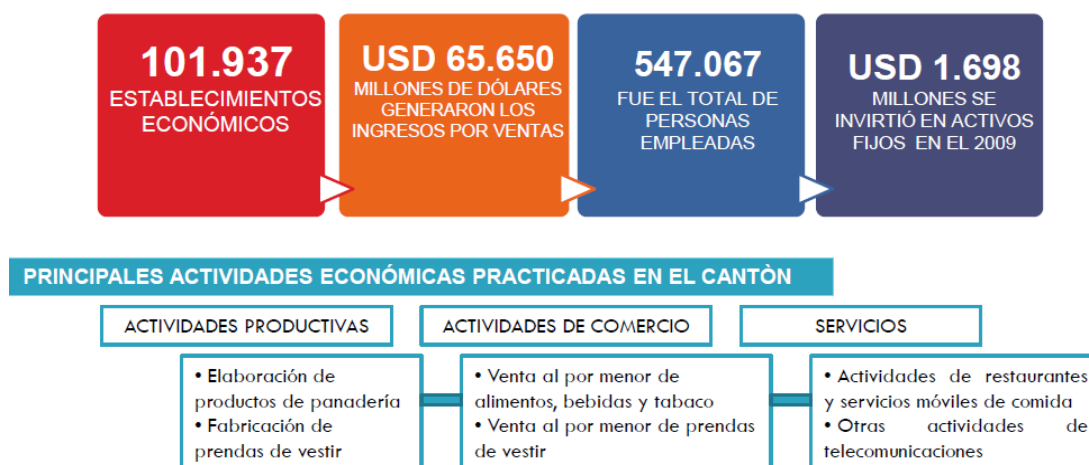 101.937
ESTABLECIMIENTOS
ECONÓMICOS
USD 65.650
MILLONES DE DÓLARES
GENERARON LOS
INGRESOS POR VENTAS
547.067
FUE EL TOTAL DE
PERSONAS
EMPLEADAS
USD 1.698
MILLONES SE
INVIRTIÓ EN ACTIVOS
FIJOS EN EL 2009
PRINCIPALES ACTIVIDADES ECONÓMICAS PRACTICADAS EN EL CANTÒN
ACTIVIDADES PRODUCTIVAS
• Elaboración de
productos de panadería
• Fabricación de
prendas de vestir
ACTIVIDADES DE COMERCIO
• Venta al por menor de
alimentos, bebidas y tabaco
• Venta al por menor de prendas
de vestir
SERVICIOS
• Actividades de restaurantes
y servicios móviles de comida
• Otras actividades de
telecomunicaciones